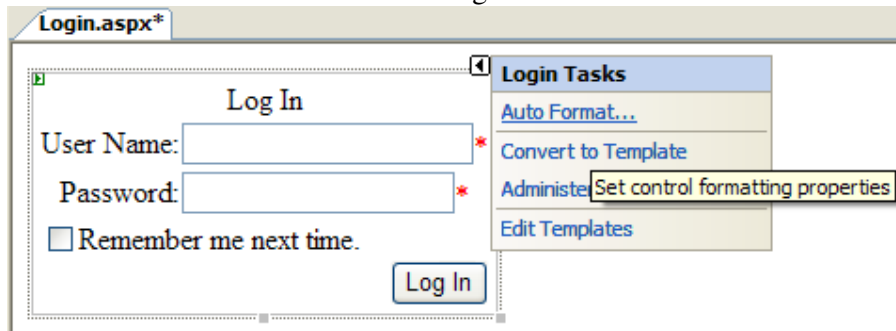 Login.aspx*
Log In
User Name: *
Password: *
Remember me next time.
Log In
Login Tasks
Auto Format...
Convert to Template
Administe
Set control formatting properties
Edit Templates